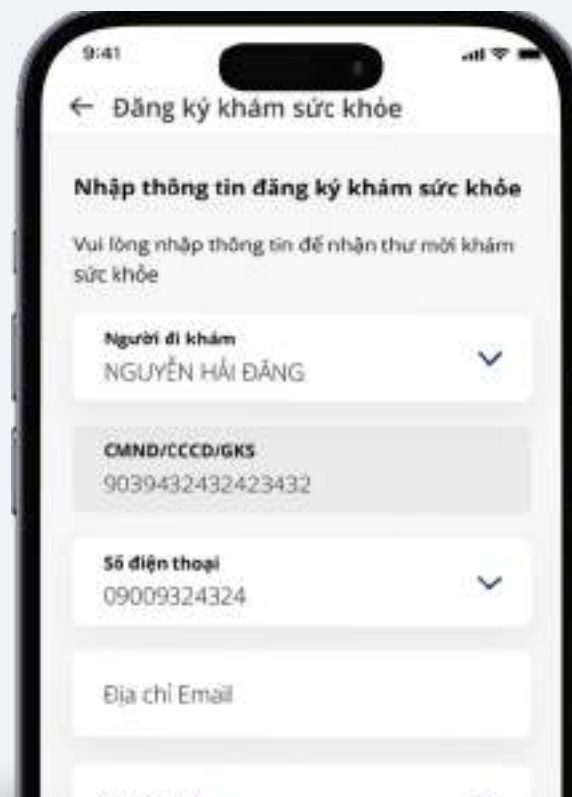 9:41
← Đăng ký khám sức khỏe
Nhập thông tin đăng ký khám sức khỏe
Vui lòng nhập thông tin để nhận thư mời khám
sức khỏe
Người đi khám
NGUYỄN HẢI ĐĂNG
CMND/CCCD/GKS
9039432432423432
Số điện thoại
09009324324
Địa chỉ Email